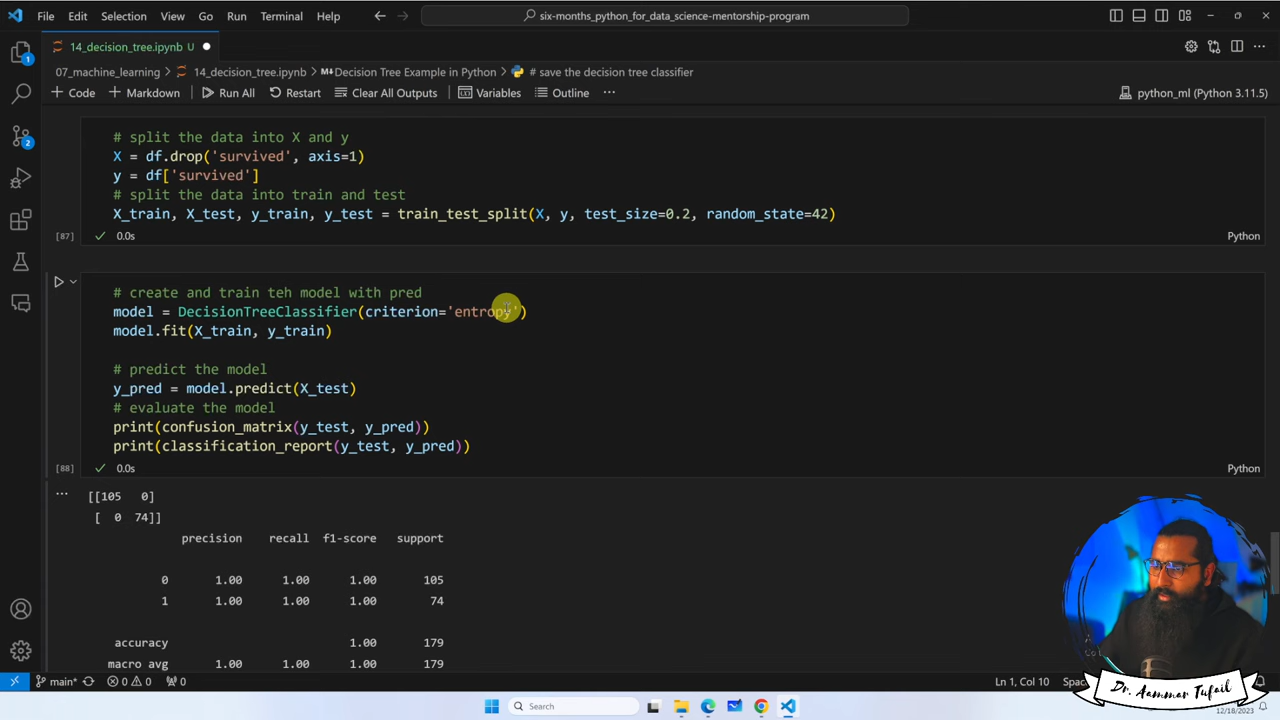 File Edit Selection View Go Run Terminal Help
six-months_python_for_data_science-mentorship-program
14_decision_tree.ipynb U
07_machine_learning > 14_decision_tree.ipynb > Decision Tree Example in Python > # save the decision tree classifier
+ Code + Markdown Run All Restart Clear All Outputs Variables Outline ...
python_ml (Python 3.11.5)
# split the data into X and y
X = df.drop('survived', axis=1)
y = df['survived']
# split the data into train and test
X_train, X_test, y_train, y_test = train_test_split(X, y, test_size=0.2, random_state=42)
[87] 0.0s Python
# create and train teh model with pred
model = DecisionTreeClassifier(criterion='entropy')
model.fit(X_train, y_train)
# predict the model
y_pred = model.predict(X_test)
# evaluate the model
print(confusion_matrix(y_test, y_pred))
print(classification_report(y_test, y_pred))
[88] 0.0s Python
[[105 0]
[ 0 74]]
precision recall f1-score support
0 1.00 1.00 1.00 105
1 1.00 1.00 1.00 74
accuracy 1.00 179
macro avg 1.00 1.00 1.00 179
main* 0 0 0 Ln 1, Col 10
Dr. Aammar Tufail
Search
12/18/2023